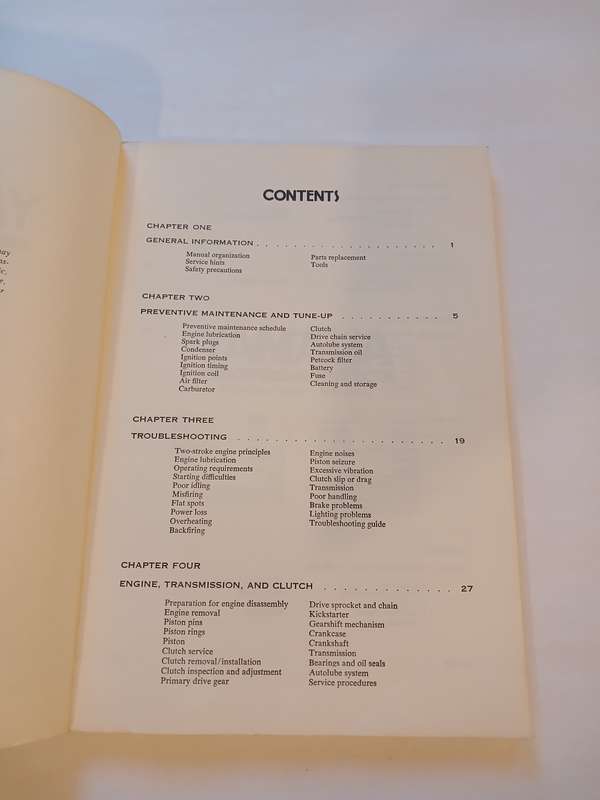 CONTENTS
CHAPTER ONE
GENERAL INFORMATION . . . . . . . . . . . . . . . . . . . . 1
Manual organization
Service hints
Safety precautions
Parts replacement
Tools
CHAPTER TWO
PREVENTIVE MAINTENANCE AND TUNE-UP . . . . . . . . . . . 5
Preventive maintenance schedule
Engine lubrication
Spark plugs
Condenser
Ignition points
Ignition timing
Ignition coil
Air filter
Carburetor
Clutch
Drive chain service
Autolube system
Transmission oil
Petcock filter
Battery
Fuse
Cleaning and storage
CHAPTER THREE
TROUBLESHOOTING . . . . . . . . . . . . . . . . . . . . . . 19
Two-stroke engine principles
Engine lubrication
Operating requirements
Starting difficulties
Poor idling
Misfiring
Flat spots
Power loss
Overheating
Backfiring
Engine noises
Piston seizure
Excessive vibration
Clutch slip or drag
Transmission
Poor handling
Brake problems
Lighting problems
Troubleshooting guide
CHAPTER FOUR
ENGINE, TRANSMISSION, AND CLUTCH . . . . . . . . . . . . . 27
Preparation for engine disassembly
Engine removal
Piston pins
Piston rings
Piston
Clutch service
Clutch removal/installation
Clutch inspection and adjustment
Primary drive gear
Drive sprocket and chain
Kickstarter
Gearshift mechanism
Crankcase
Crankshaft
Transmission
Bearings and oil seals
Autolube system
Service procedures